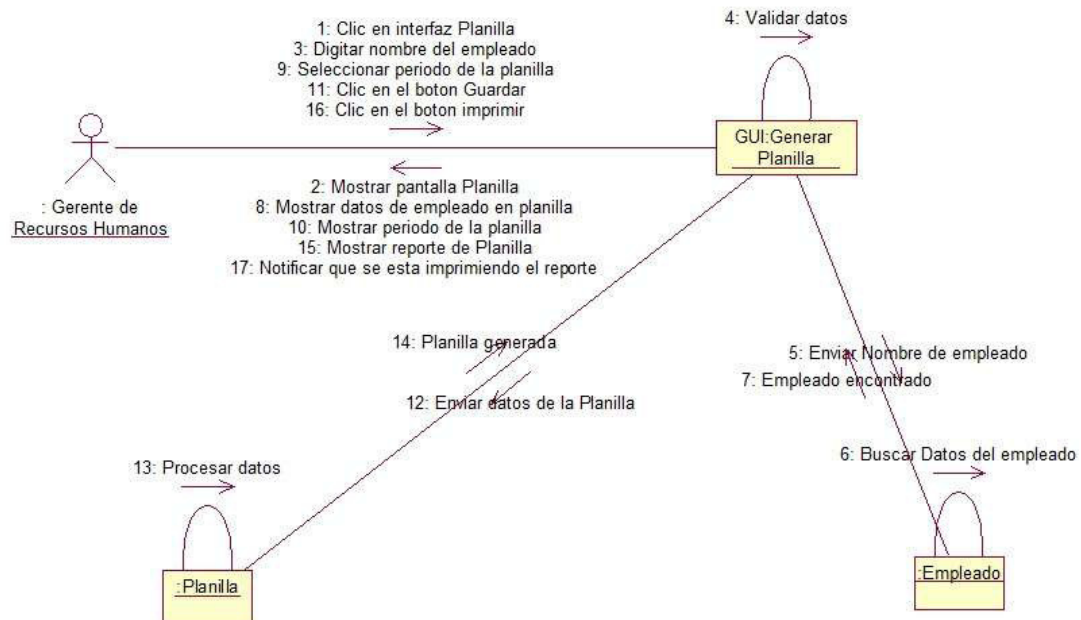 1: Clic en interfaz Planilla
3: Digitar nombre del empleado
9: Seleccionar periodo de la planilla
11: Clic en el boton Guardar
16: Clic en el boton imprimir
4: Validar datos
GUI:Generar
Planilla
: Gerente de
Recursos Humanos
2: Mostrar pantalla Planilla
8: Mostrar datos de empleado en planilla
10: Mostrar periodo de la planilla
15: Mostrar reporte de Planilla
17: Notificar que se esta imprimiendo el reporte
14: Planilla generada
12: Enviar datos de la Planilla
5: Enviar Nombre de empleado
7: Empleado encontrado
13: Procesar datos
6: Buscar Datos del empleado
:Planilla
:Empleado